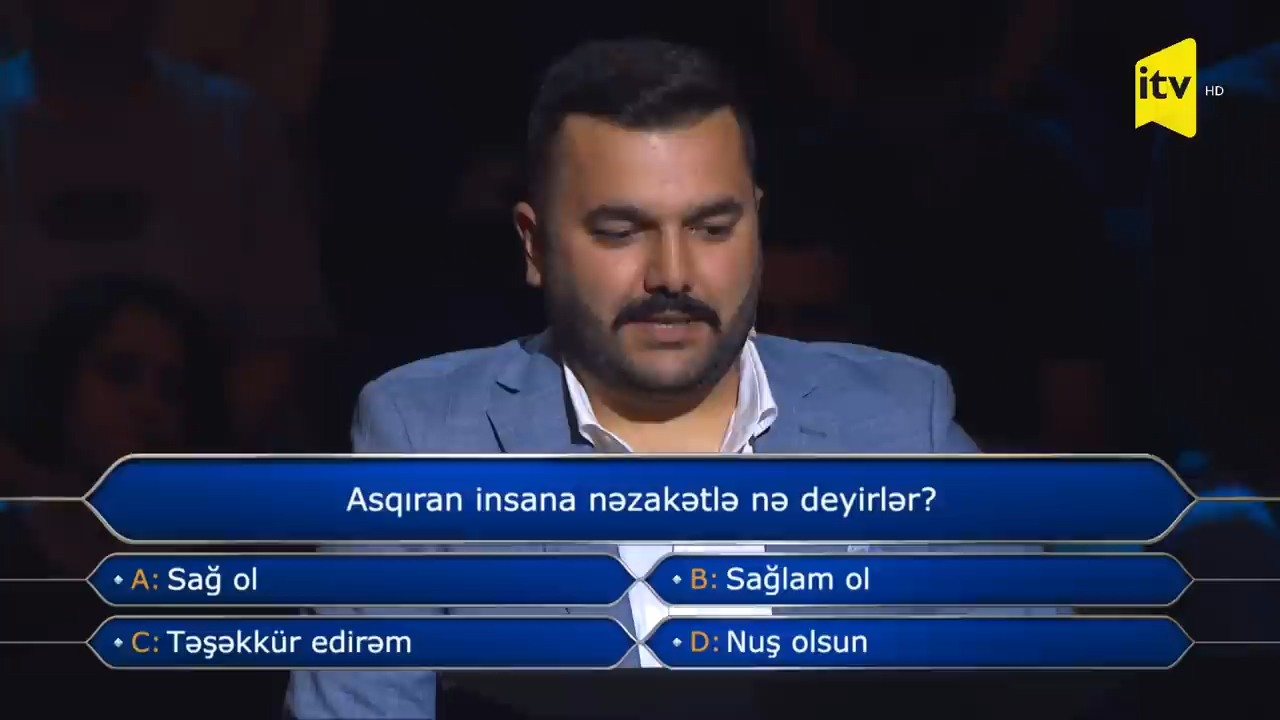 itv HD
Asqıran insana nəzakətlə nə deyirlər?
A: Sağ ol
B: Sağlam ol
C: Təşəkkür edirəm
D: Nuş olsun